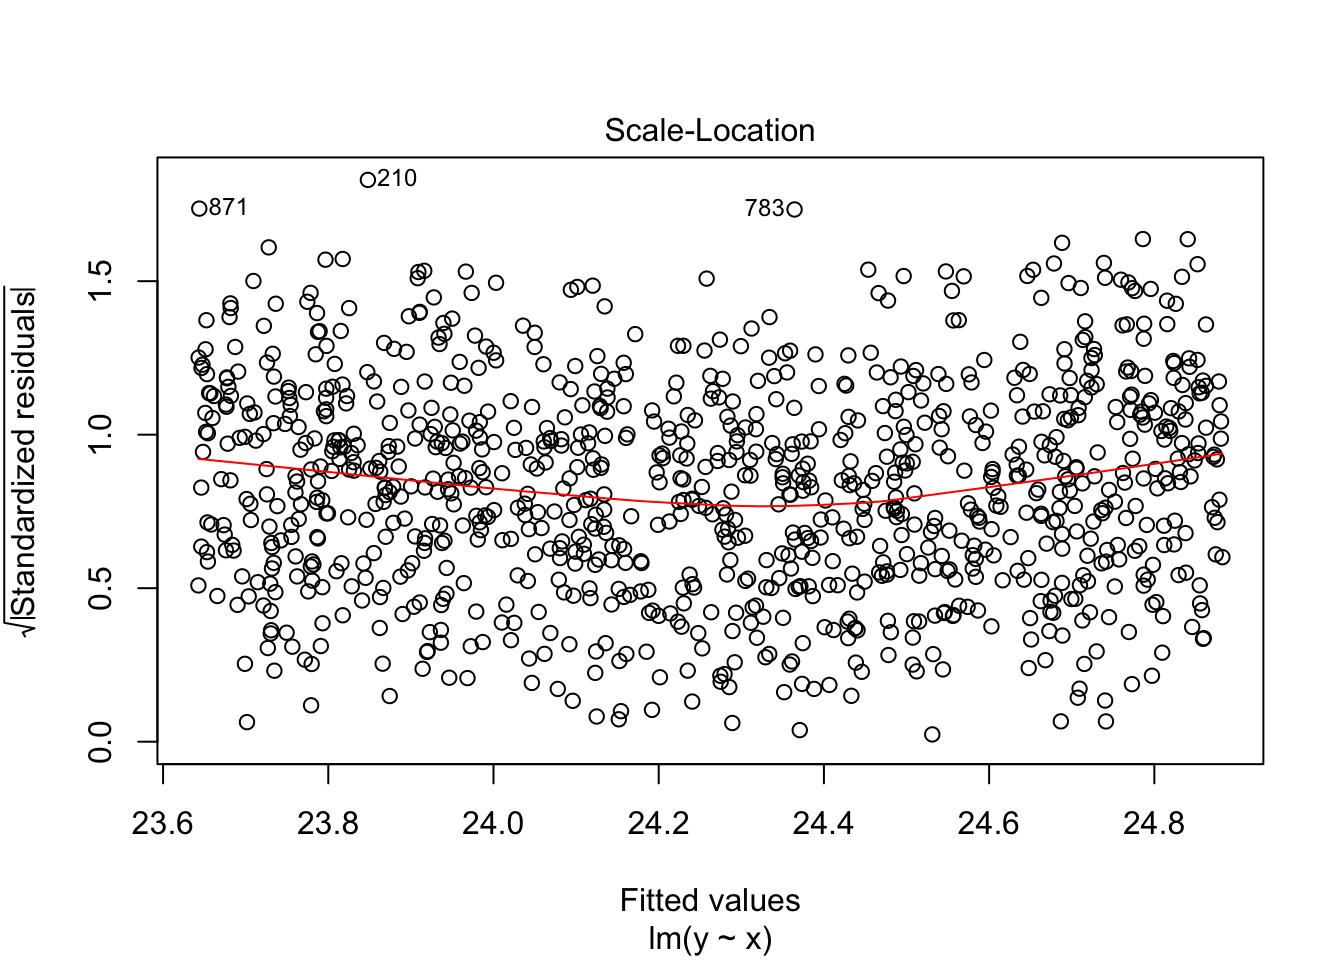 Scale-Location
210
871
783
√|Standardized residuals|
1.5
1.0
0.5
0.0
23.6 23.8 24.0 24.2 24.4 24.6 24.8
Fitted values
lm(y ~ x)